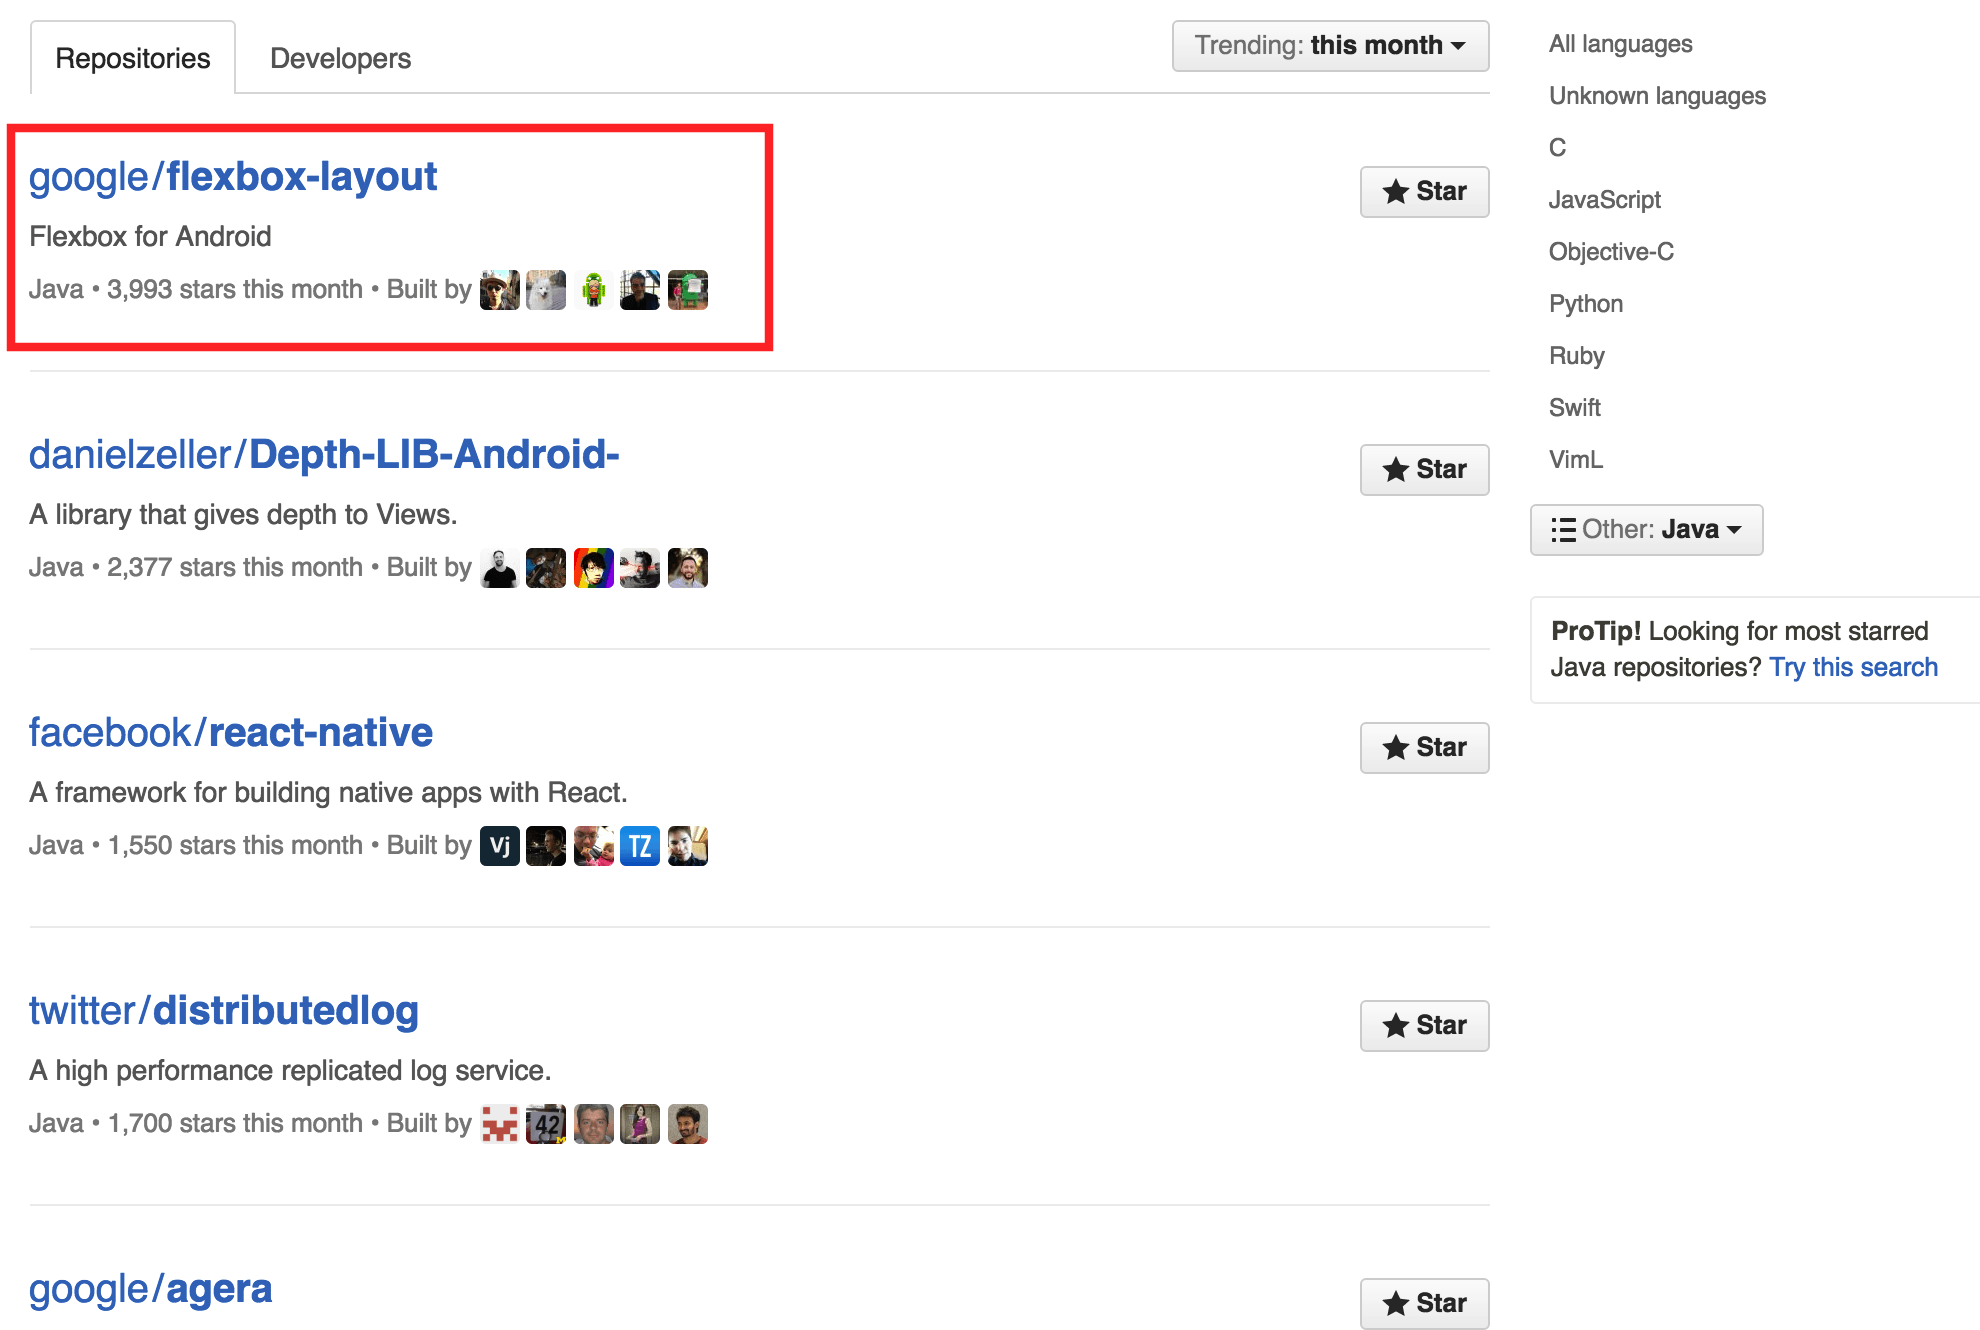 Repositories Developers Trending: this month
google/flexbox-layout
Star
Flexbox for Android
Java • 3,993 stars this month • Built by
danielzeller/Depth-LIB-Android-
Star
A library that gives depth to Views.
Java • 2,377 stars this month • Built by
facebook/react-native
Star
A framework for building native apps with React.
Java • 1,550 stars this month • Built by Vj TZ
twitter/distributedlog
Star
A high performance replicated log service.
Java • 1,700 stars this month • Built by 42
google/agera
Star
All languages
Unknown languages
C
JavaScript
Objective-C
Python
Ruby
Swift
VimL
Other: Java
ProTip! Looking for most starred
Java repositories? Try this search